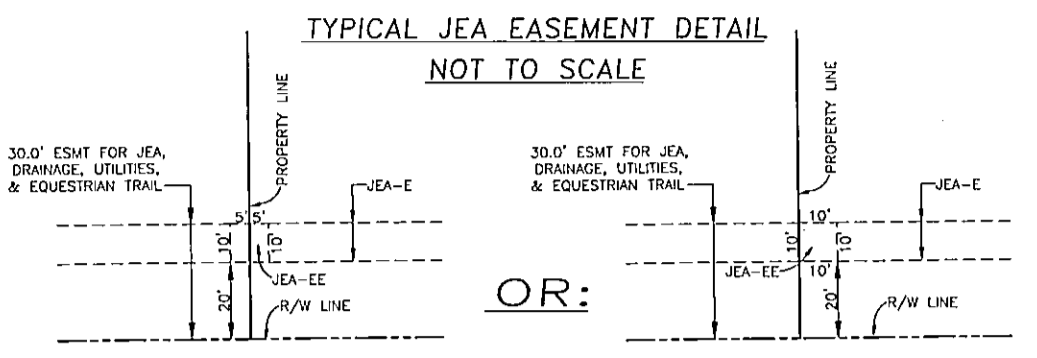 TYPICAL JEA EASEMENT DETAIL
NOT TO SCALE
PROPERTY LINE
30.0' ESMT FOR JEA,
DRAINAGE, UTILITIES,
& EQUESTRIAN TRAIL
JEA-E
5' 5'
10'
10'
JEA-EE
20'
R/W LINE
OR:
PROPERTY LINE
30.0' ESMT FOR JEA,
DRAINAGE, UTILITIES,
& EQUESTRIAN TRAIL
JEA-E
10'
10'
10'
JEA-EE
10'
20'
R/W LINE